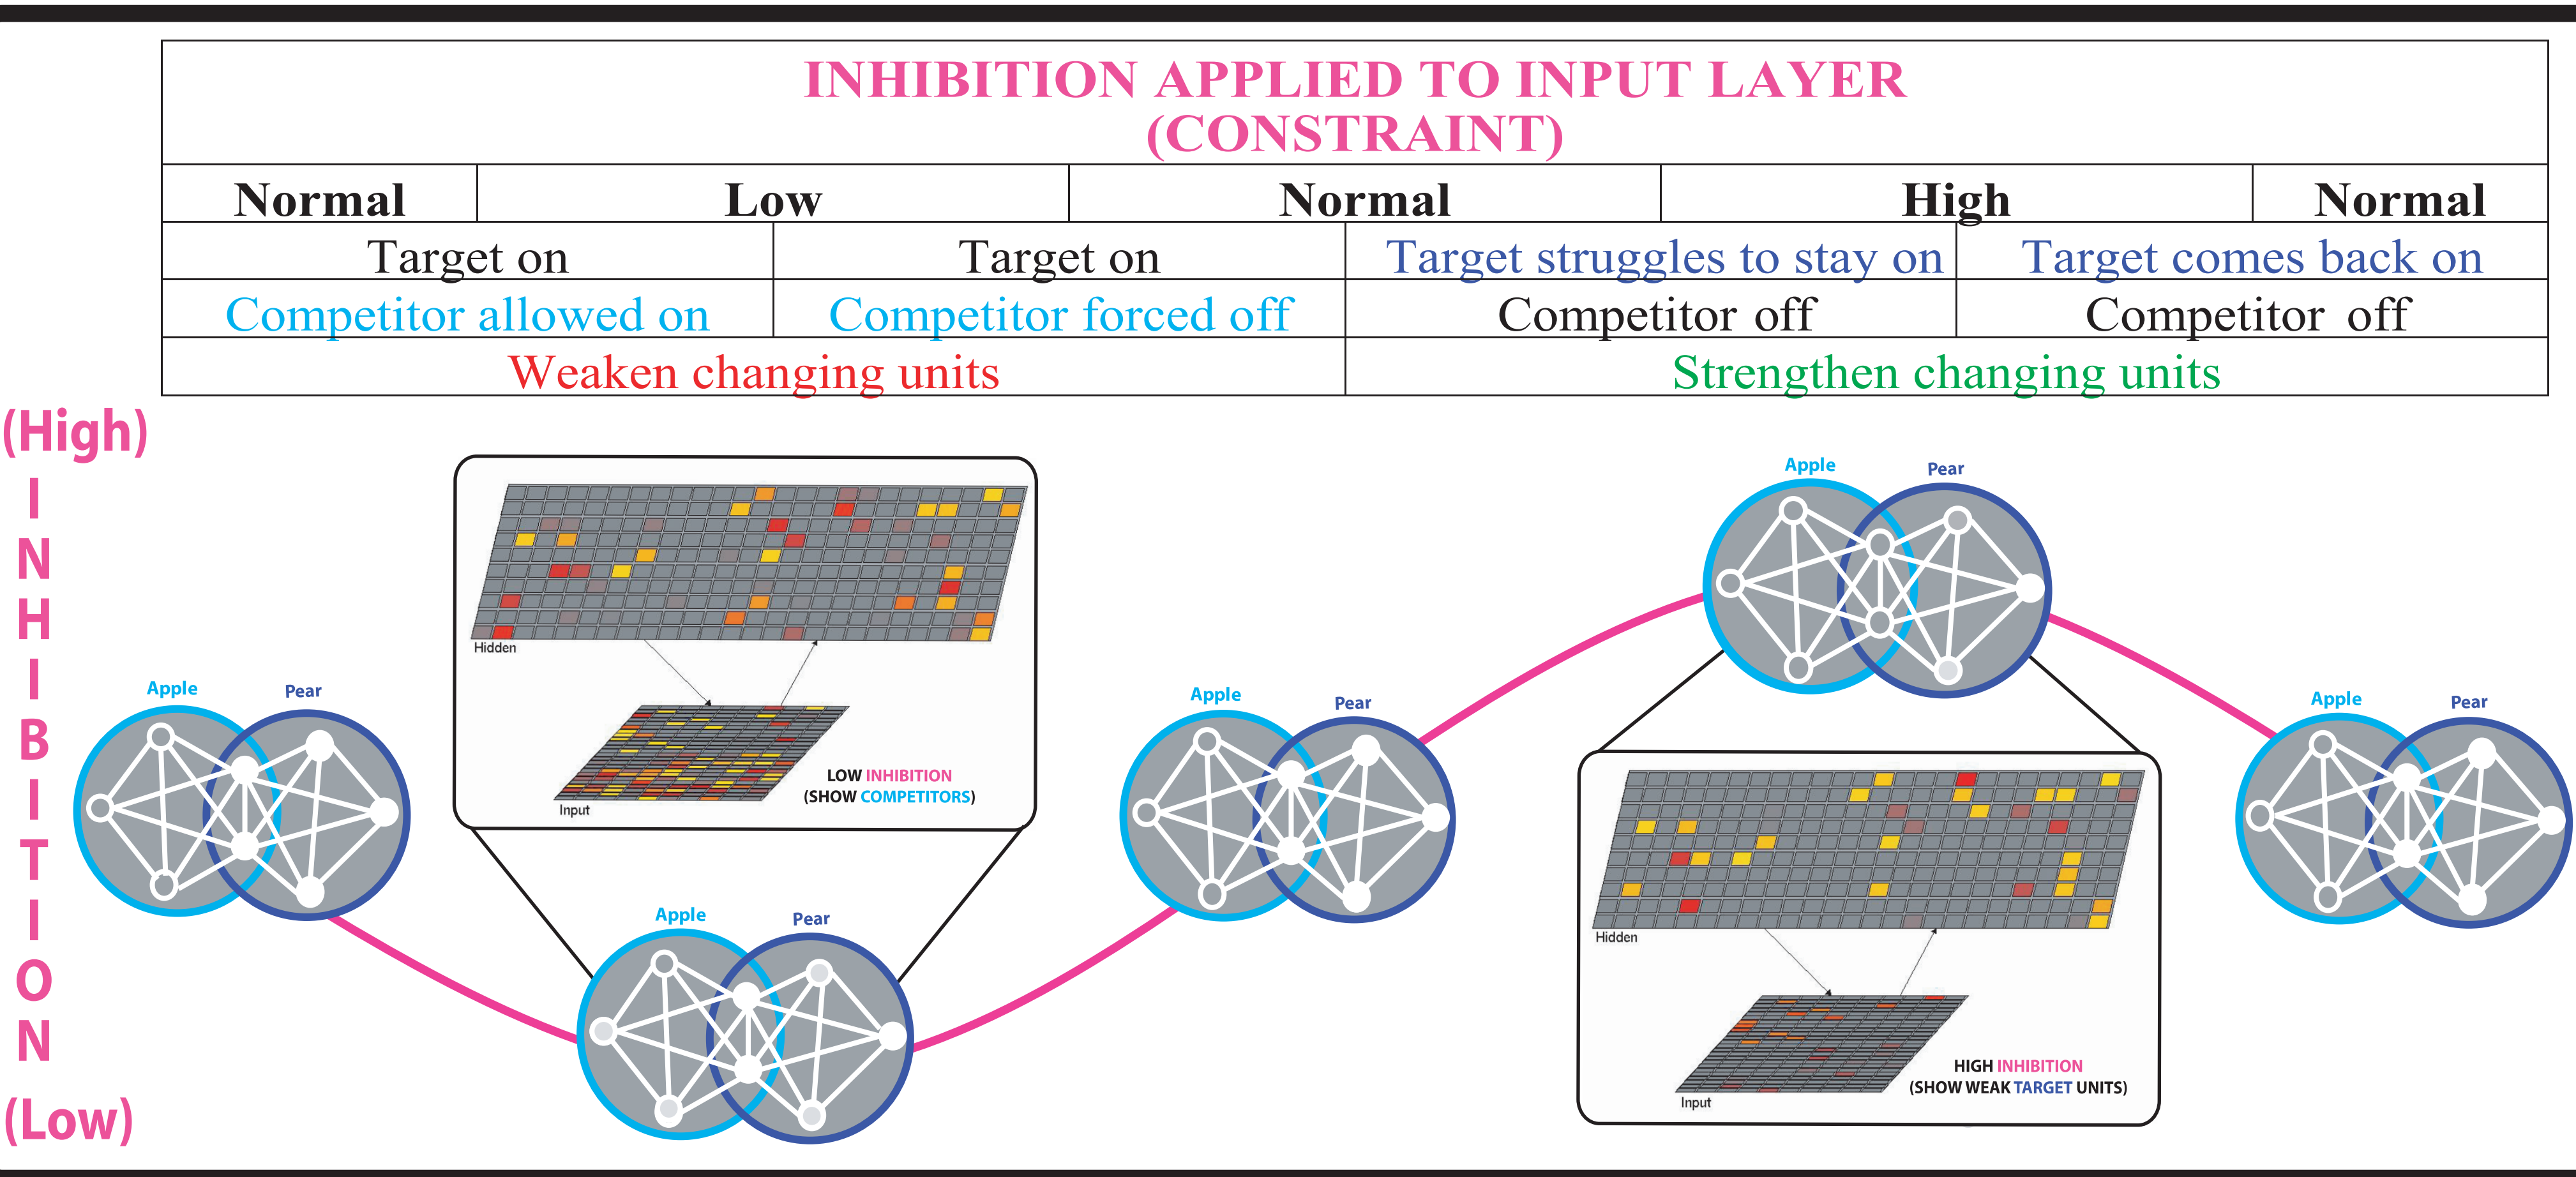 INHIBITION APPLIED TO INPUT LAYER
(CONSTRAINT)
Normal Low Normal High Normal
Target on Target on Target struggles to stay on Target comes back on
Competitor allowed on Competitor forced off Competitor off Competitor off
Weaken changing units Strengthen changing units
(High)
INHIBITION
(Low)
Apple Pear
Hidden
Input
LOW INHIBITION
(SHOW COMPETITORS)
Apple Pear
Apple Pear
Apple Pear
Hidden
Input
HIGH INHIBITION
(SHOW WEAK TARGET UNITS)
Apple Pear